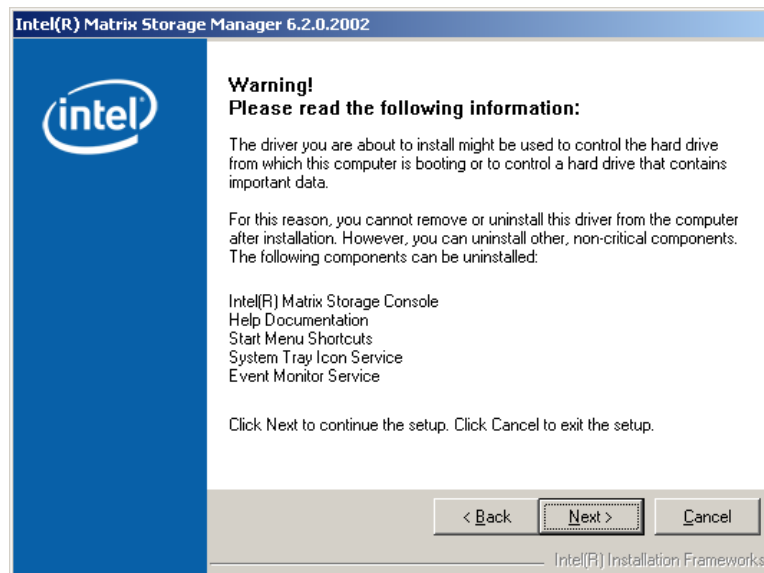 Intel(R) Matrix Storage Manager 6.2.0.2002
intel
Warning!
Please read the following information:
The driver you are about to install might be used to control the hard drive
from which this computer is booting or to control a hard drive that contains
important data.
For this reason, you cannot remove or uninstall this driver from the computer
after installation. However, you can uninstall other, non-critical components.
The following components can be uninstalled:
Intel(R) Matrix Storage Console
Help Documentation
Start Menu Shortcuts
System Tray Icon Service
Event Monitor Service
Click Next to continue the setup. Click Cancel to exit the setup.
< Back
Next >
Cancel
Intel(R) Installation Frameworks